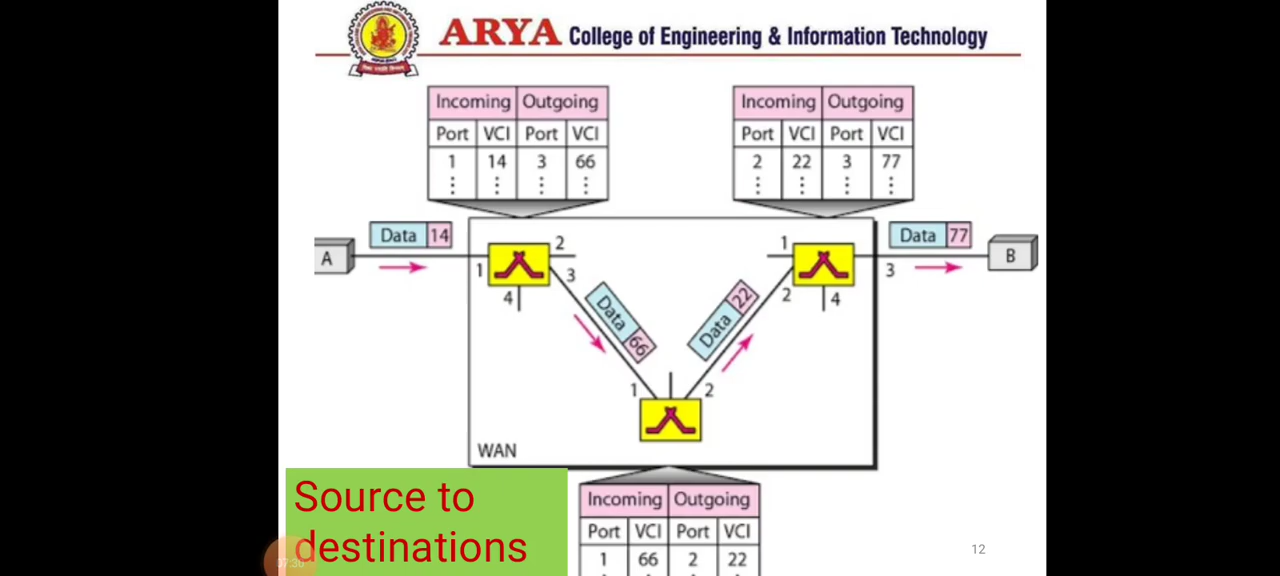 ARYA College of Engineering & Information Technology
Incoming Outgoing
Port VCI Port VCI
1 14 3 66
Incoming Outgoing
Port VCI Port VCI
2 22 3 77
Data 14
Data 77
A
B
1
2
3
4
1
2
3
4
Data 66
Data 22
1
2
WAN
Source to
destinations
Incoming Outgoing
Port VCI Port VCI
1 66 2 22
12